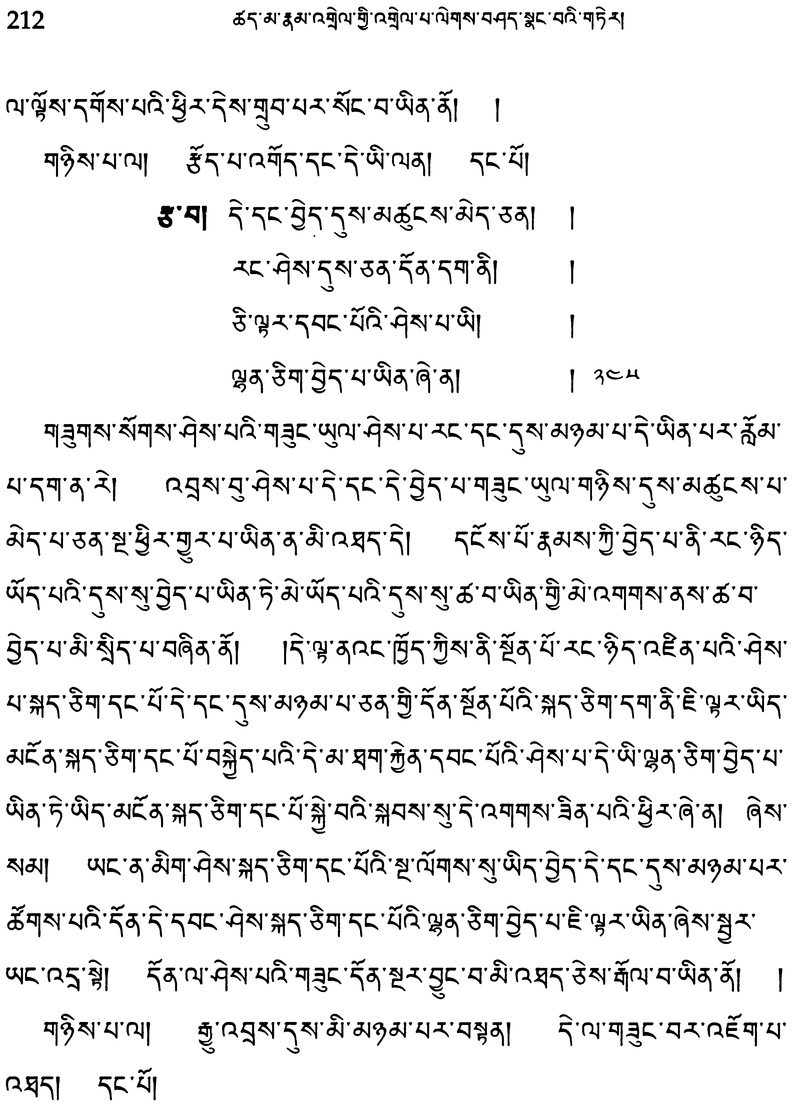 212 ཚད་མ་རྣམ་འགྲེལ་གྱི་འགྲེལ་པ་ལེགས་བཤད་སྣང་བའི་གཏེར།
ལ་ལྟོས་དགོས་པའི་ཕྱིར་དེས་གྲུབ་པར་སོང་བ་ཡིན་ནོ། །
གཉིས་པ་ལ། རྩོད་པ་འགོད་དང་དེ་ཡི་ལན། དང་པོ།
རྩ་བ། དེ་དང་བྱེད་དུས་མཚུངས་མེད་ཅན། །
རང་ཤེས་དུས་ཅན་དོན་དག་ནི། །
ཅི་ལྟར་དབང་པོའི་ཤེས་པ་ཡི། །
ལྷན་ཅིག་བྱེད་པ་ཡིན་ཞེ་ན། ། ༢༤༥
གཟུགས་སོགས་ཤེས་པའི་གཟུང་ཡུལ་ཤེས་པ་རང་དང་དུས་མཉམ་པ་དེ་ཡིན་པར་རློམ་
པ་དག་ན་རེ། འབྲས་བུ་ཤེས་པ་དེ་དང་དེ་བྱེད་པ་གཟུང་ཡུལ་གཉིས་དུས་མཚུངས་པ་
མེད་པ་ཅན་སྔ་ཕྱིར་གྱུར་པ་ཡིན་ན་མི་འཐད་དེ། དངོས་པོ་རྣམས་ཀྱི་བྱེད་པ་ནི་རང་ཉིད་
ཡོད་པའི་དུས་སུ་བྱེད་པ་ཡིན་ཏེ་མེ་ཡོད་པའི་དུས་སུ་ཚ་བ་ཡིན་གྱི་མེ་འགགས་ནས་ཚ་བ་
བྱེད་པ་མི་སྲིད་པ་བཞིན་ནོ། །དེ་ལྟ་ནའང་ཁྱོད་ཀྱིས་ནི་སྔོན་པོ་རང་ཉིད་འཛིན་པའི་ཤེས་
པ་སྐད་ཅིག་དང་པོ་དེ་དང་དུས་མཉམ་པ་ཅན་གྱི་དོན་སྔོན་པོའི་སྐད་ཅིག་དག་ནི་ཇི་ལྟར་ཡིད་
མངོན་སྐད་ཅིག་དང་པོ་བསྐྱེད་པའི་དེ་མ་ཐག་རྐྱེན་དབང་པོའི་ཤེས་པ་དེ་ཡི་ལྷན་ཅིག་བྱེད་པ་
ཡིན་ཏེ་ཡིད་མངོན་སྐད་ཅིག་དང་པོ་སྐྱེ་བའི་སྐབས་སུ་དེ་འགགས་ཟིན་པའི་ཕྱིར་ཞེ་ན། ཞེས་
སམ། ཡང་ན་མིག་ཤེས་སྐད་ཅིག་དང་པོའི་སྔ་ལོགས་སུ་ཡིད་བྱེད་དེ་དང་དུས་མཉམ་པར་
ཚོགས་པའི་དོན་དེ་དབང་ཤེས་སྐད་ཅིག་དང་པོའི་ལྷན་ཅིག་བྱེད་པ་ཇི་ལྟར་ཡིན་ཞེས་སྦྱར་
ཡང་འདྲ་སྟེ། དོན་ལ་ཤེས་པའི་གཟུང་དོན་སྔར་བྱུང་བ་མི་འཐད་ཅེས་རྒོལ་བ་ཡིན་ནོ། །
གཉིས་པ་ལ། རྒྱུ་འབྲས་དུས་མི་མཉམ་པར་བསྟན། དེ་ལ་གཟུང་བར་འཇོག་པ་
འཐད། དང་པོ།